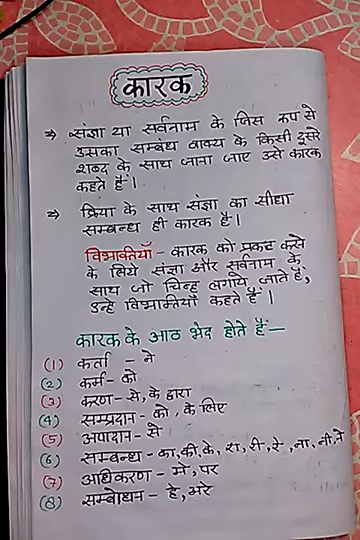 कारक
⇒ संज्ञा या सर्वनाम के जिस रूप से
उसका सम्बंध वाक्य के किसी दूसरे
शब्द के साथ जाना जाए उसे कारक
कहते हैं।
⇒ क्रिया के साथ संज्ञा का सीधा
सम्बन्ध ही कारक है।
विभक्तियाँ - कारक को प्रकट करने
के लिये संज्ञा और सर्वनाम के
साथ जो चिन्ह लगाये जाते हैं,
उन्हे विभक्तियाँ कहते हैं।
कारक के आठ भेद होते हैं—
(1) कर्ता - ने
(2) कर्म - को
(3) करण - से, के द्वारा
(4) सम्प्रदान - को, के लिए
(5) अपादान - से
(6) सम्बन्ध - का, की, के, रा, री, रे, ना, नी, ने
(7) अधिकरण - में, पर
(8) सम्बोधन - हे, अरे